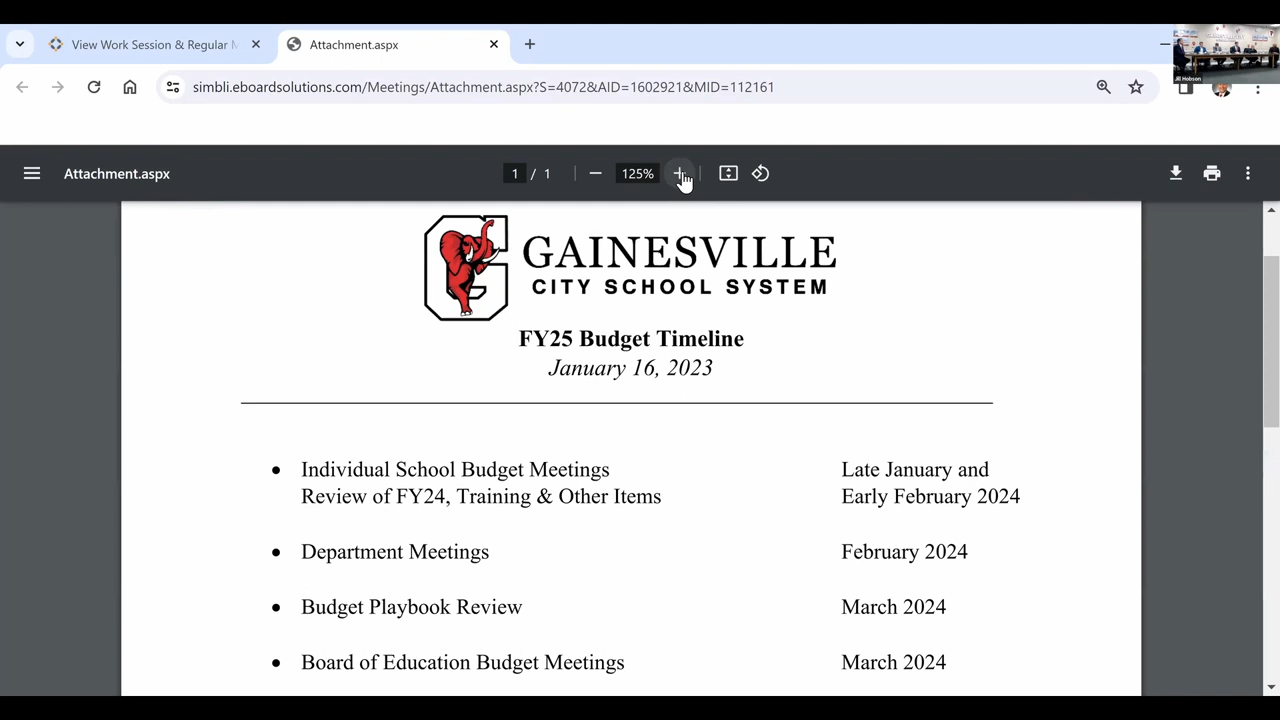 View Work Session & Regular M
Attachment.aspx
Jill Hobson
simbli.eboardsolutions.com/Meetings/Attachment.aspx?S=4072&AID=1602921&MID=112161
Attachment.aspx
1 / 1
125%
GAINESVILLE
CITY SCHOOL SYSTEM
FY25 Budget Timeline
January 16, 2023
• Individual School Budget Meetings Late January and
Review of FY24, Training & Other Items Early February 2024
• Department Meetings February 2024
• Budget Playbook Review March 2024
• Board of Education Budget Meetings March 2024